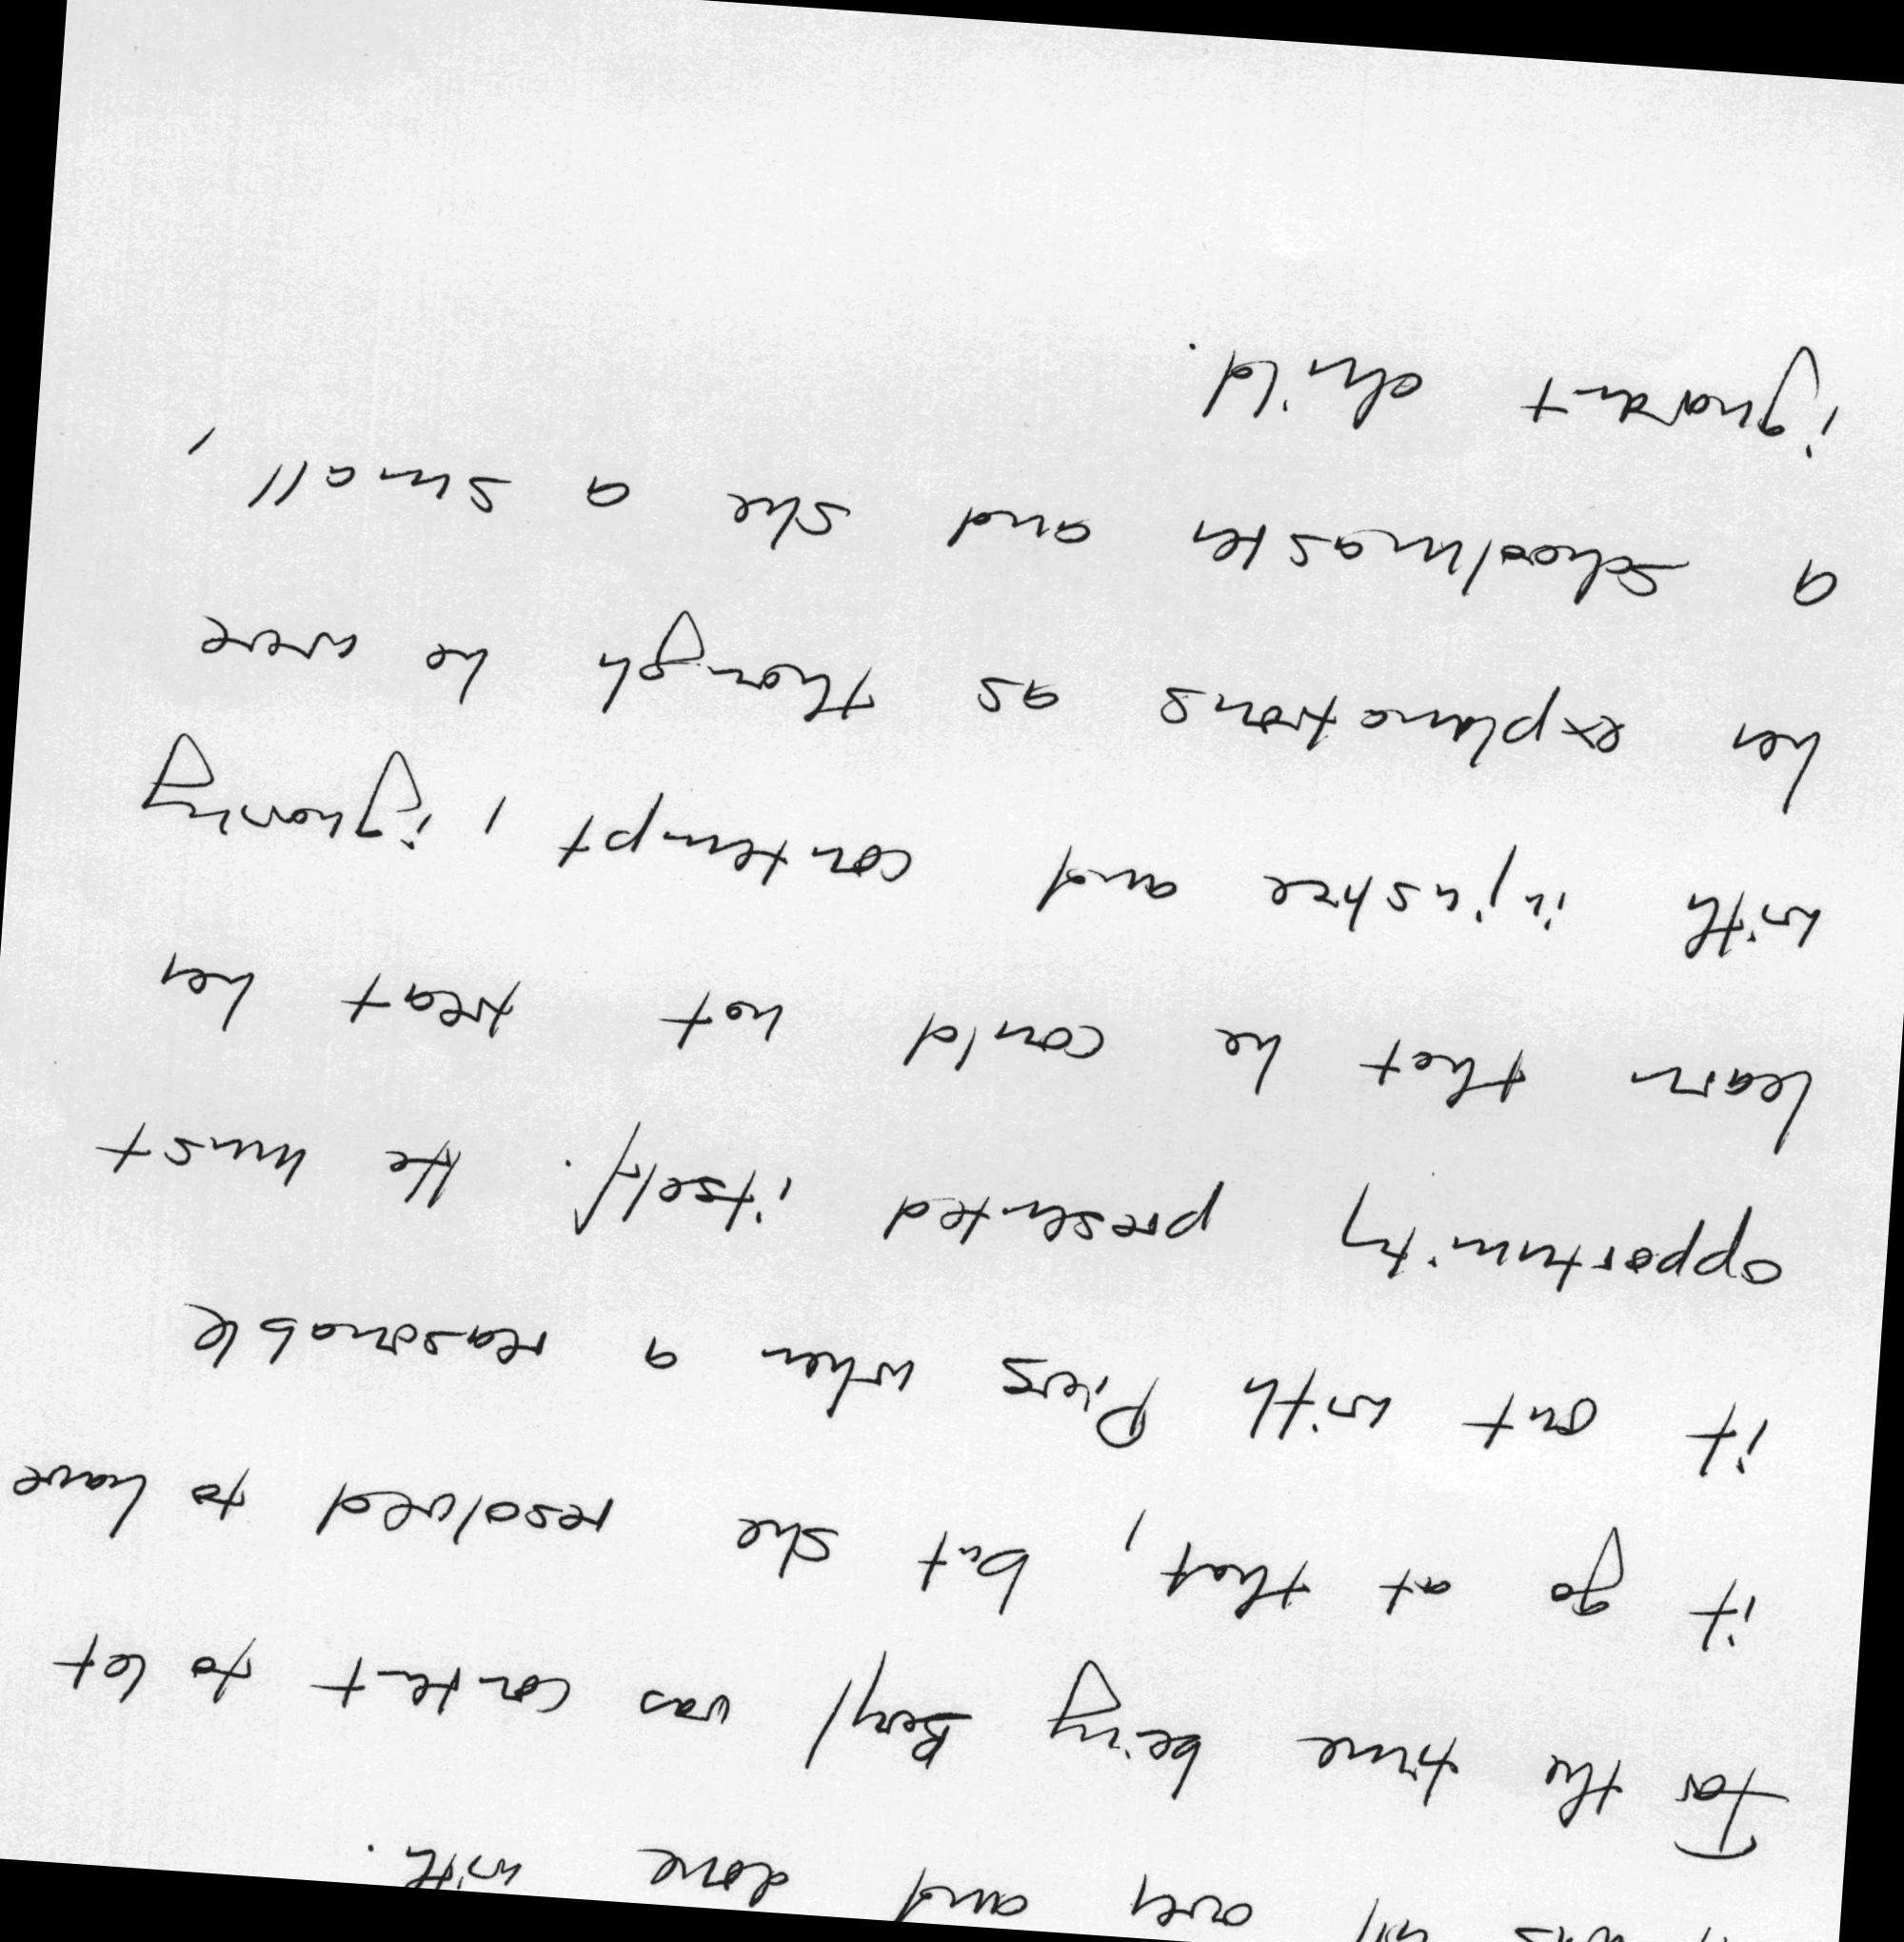 was all over and done with.
For the time being Beryl was content to let
it go at that, but she resolved to have
it out with Piers when a reasonable
opportunity presented itself. He must
learn that he could not treat her
with injustice and contempt, ignoring
her explanations as though he were
a schoolmaster and she a small,
ignorant child.